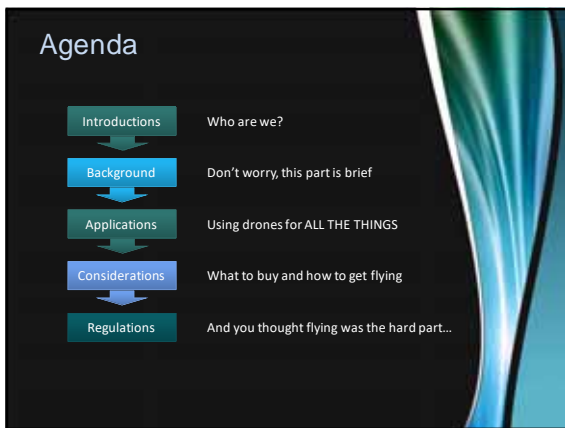 Agenda
Introductions Who are we?
Background Don't worry, this part is brief
Applications Using drones for ALL THE THINGS
Considerations What to buy and how to get flying
Regulations And you thought flying was the hard part…